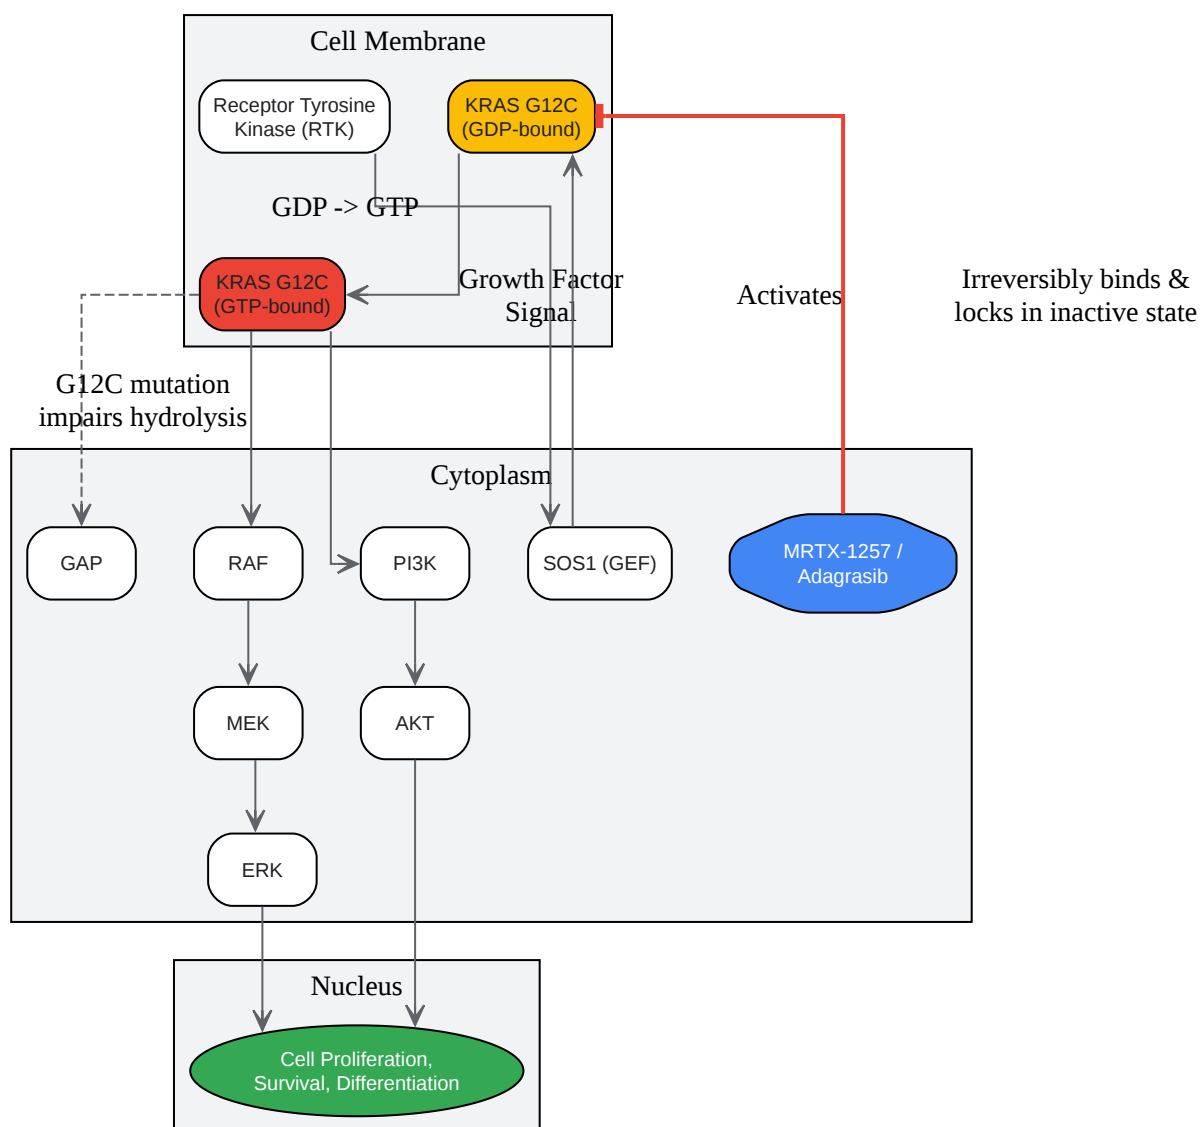 Cell Membrane
Receptor Tyrosine
Kinase (RTK)
KRAS G12C
(GDP-bound)
GDP -> GTP
KRAS G12C
(GTP-bound)
Growth Factor
Signal
Activates
Irreversibly binds &
locks in inactive state
G12C mutation
impairs hydrolysis
Cytoplasm
GAP
RAF
PI3K
SOS1 (GEF)
MRTX-1257 /
Adagrasib
MEK
AKT
ERK
Nucleus
Cell Proliferation,
Survival, Differentiation